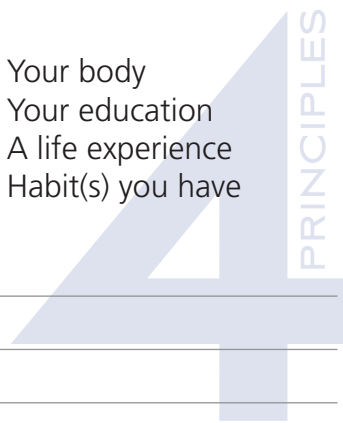 Your body
Your education
A life experience
Habit(s) you have
4
PRINCIPLES